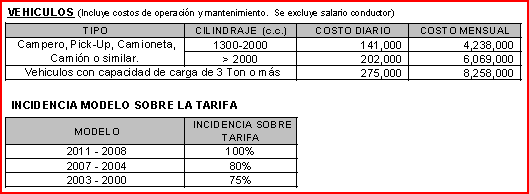 VEHICULOS (Incluye costos de operación y mantenimiento. Se excluye salario conductor)
TIPO CILINDRAJE (c.c.) COSTO DIARIO COSTO MENSUAL
Campero, Pick-Up, Camioneta, 1300-2000 141,000 4,238,000
Camión o similar. > 2000 202,000 6,069,000
Vehiculos con capacidad de carga de 3 Ton o más 275,000 8,258,000
INCIDENCIA MODELO SOBRE LA TARIFA
MODELO INCIDENCIA SOBRE
TARIFA
2011 - 2008 100%
2007 - 2004 80%
2003 - 2000 75%